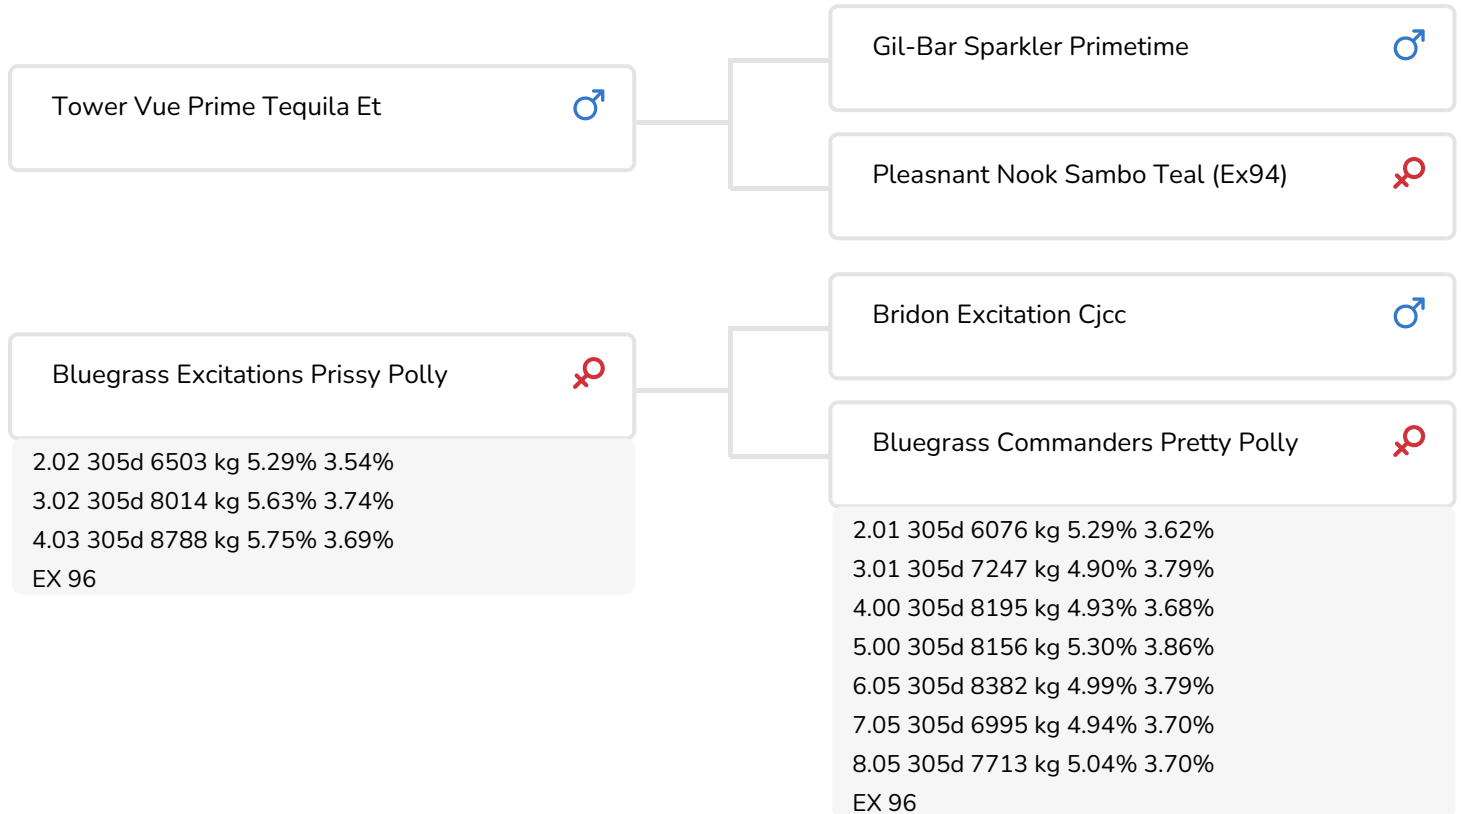 Tower Vue Prime Tequila Et
Gil-Bar Sparkler Primetime
Pleasnant Nook Sambo Teal (Ex94)
Bluegrass Excitations Prissy Polly
2.02 305d 6503 kg 5.29% 3.54%
3.02 305d 8014 kg 5.63% 3.74%
4.03 305d 8788 kg 5.75% 3.69%
EX 96
Bridon Excitation Cjcc
Bluegrass Commanders Pretty Polly
2.01 305d 6076 kg 5.29% 3.62%
3.01 305d 7247 kg 4.90% 3.79%
4.00 305d 8195 kg 4.93% 3.68%
5.00 305d 8156 kg 5.30% 3.86%
6.05 305d 8382 kg 4.99% 3.79%
7.05 305d 6995 kg 4.94% 3.70%
8.05 305d 7713 kg 5.04% 3.70%
EX 96